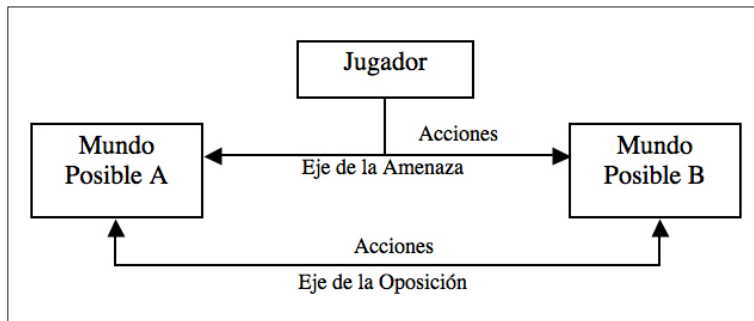 Jugador
Mundo
Posible A
Acciones
Eje de la Amenaza
Mundo
Posible B
Acciones
Eje de la Oposición